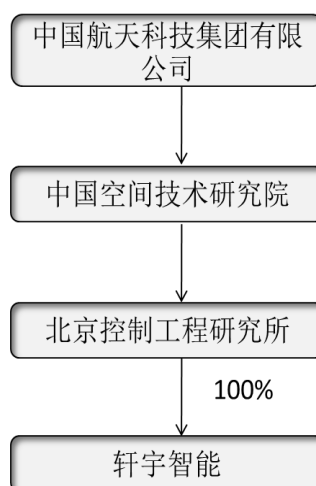 中国航天科技集团有限
公司
中国空间技术研究院
北京控制工程研究所
100%
轩宇智能